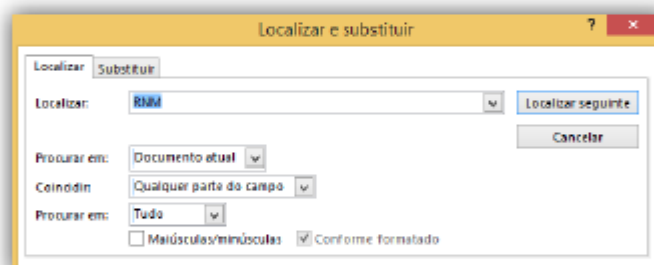 Localizar e substituir ? ×
Localizar Substituir
Localizar: RNM Localizar seguinte
Cancelar
Procurar em: Documento atual
Coincidir: Qualquer parte do campo
Procurar em: Tudo
Maiúsculas/minúsculas Conforme formatado